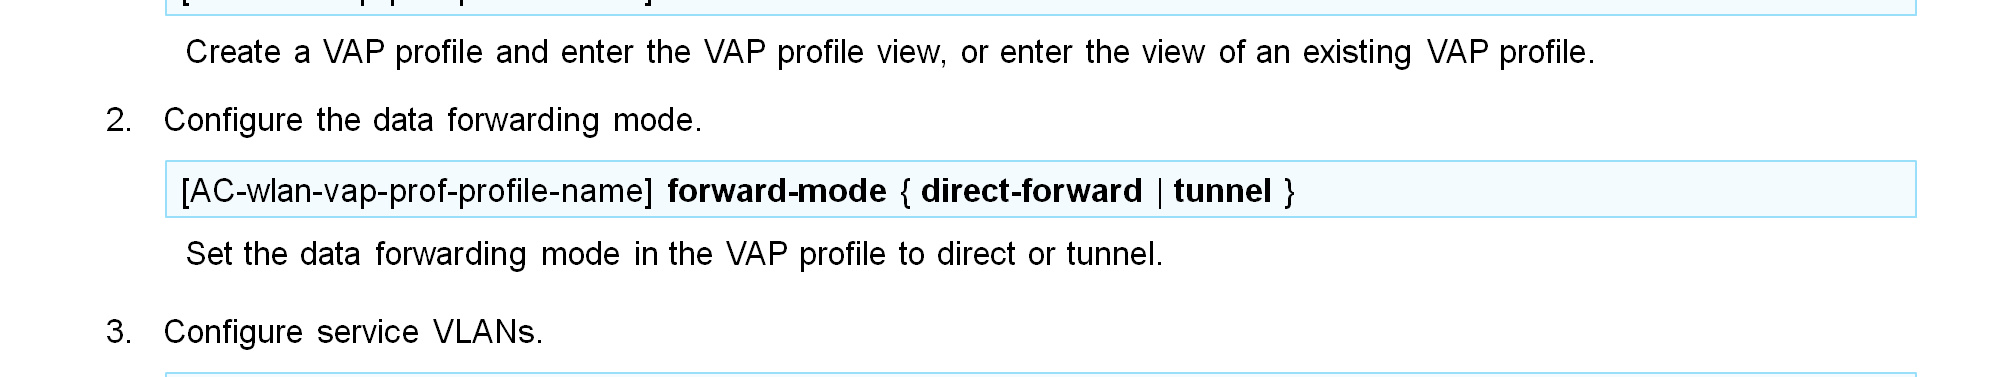 Create a VAP profile and enter the VAP profile view, or enter the view of an existing VAP profile.
2. Configure the data forwarding mode.
[AC-wlan-vap-prof-profile-name] forward-mode { direct-forward | tunnel }
Set the data forwarding mode in the VAP profile to direct or tunnel.
3. Configure service VLANs.